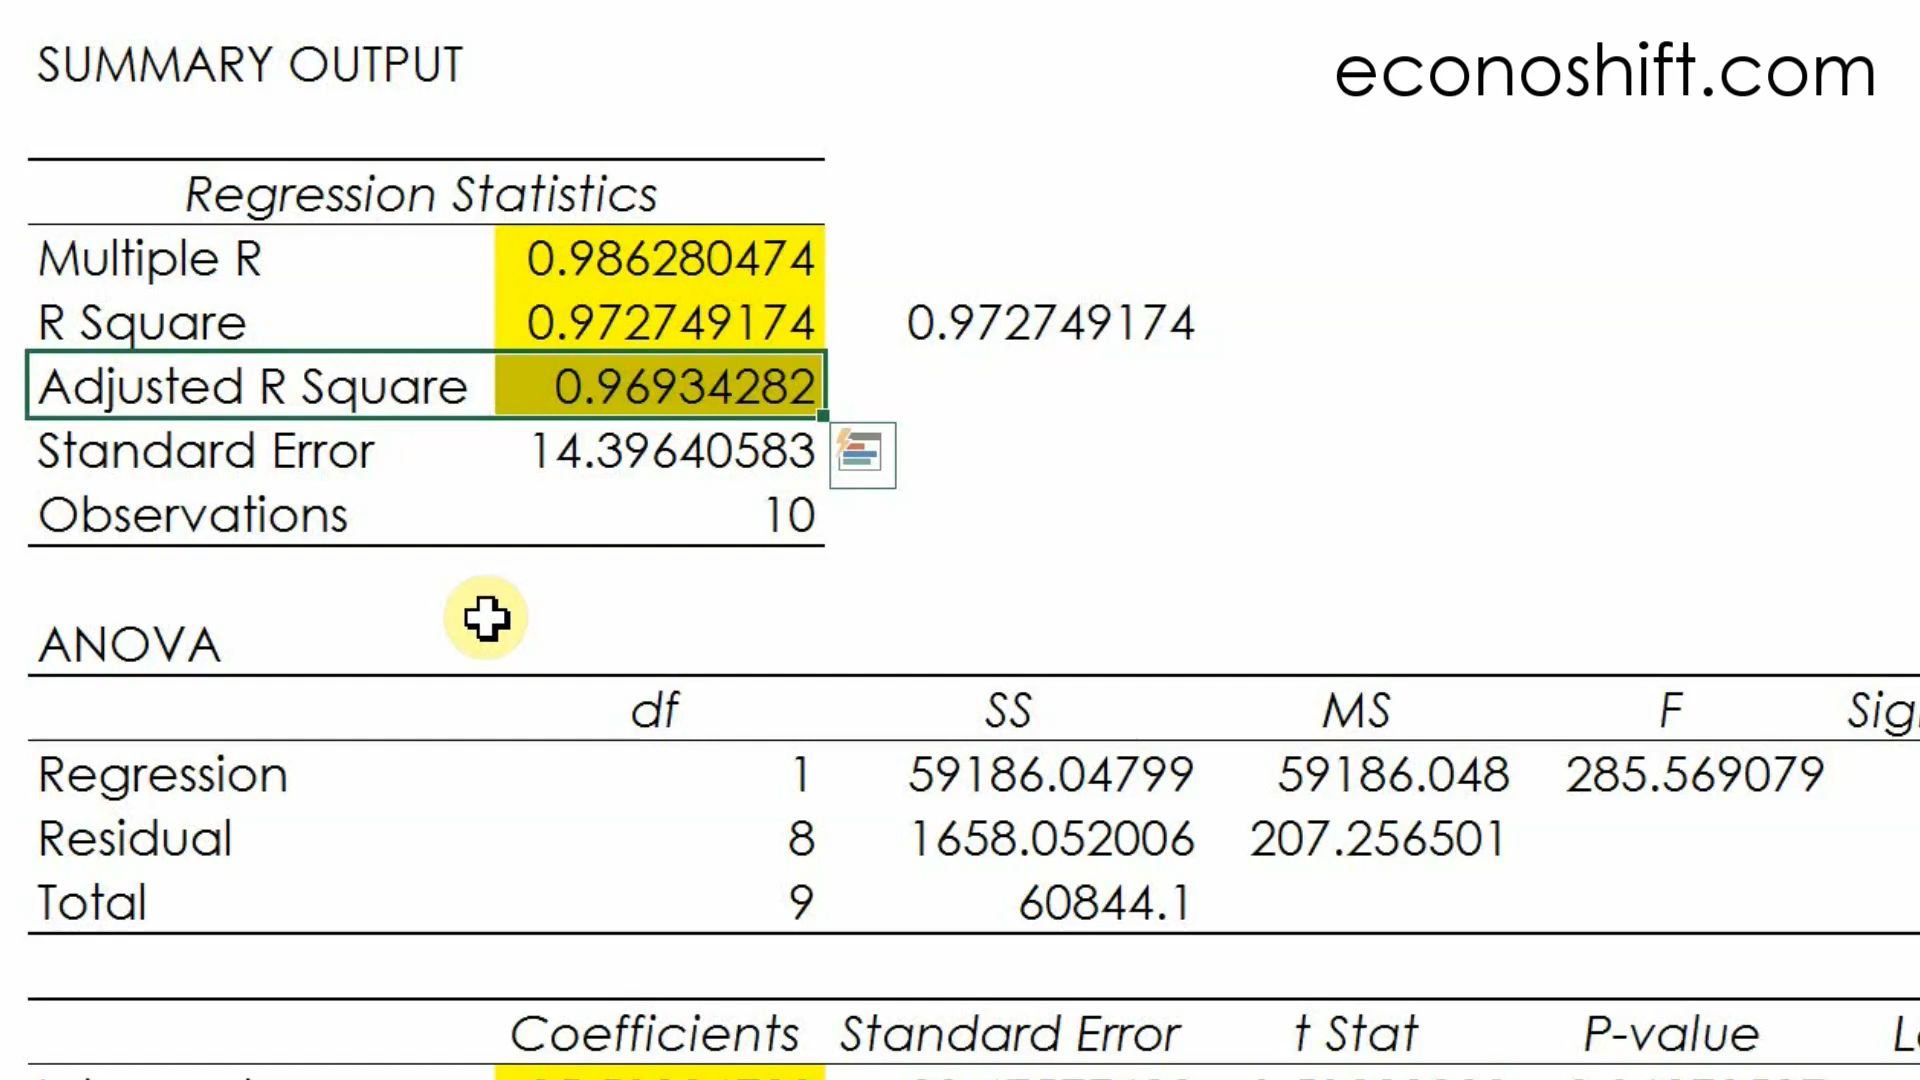 SUMMARY OUTPUT
econoshift.com
Regression Statistics
Multiple R 0.986280474
R Square 0.972749174 0.972749174
Adjusted R Square 0.96934282
Standard Error 14.39640583
Observations 10
ANOVA
df SS MS F
Regression 1 59186.04799 59186.048 285.569079
Residual 8 1658.052006 207.256501
Total 9 60844.1
Coefficients Standard Error t Stat P-value